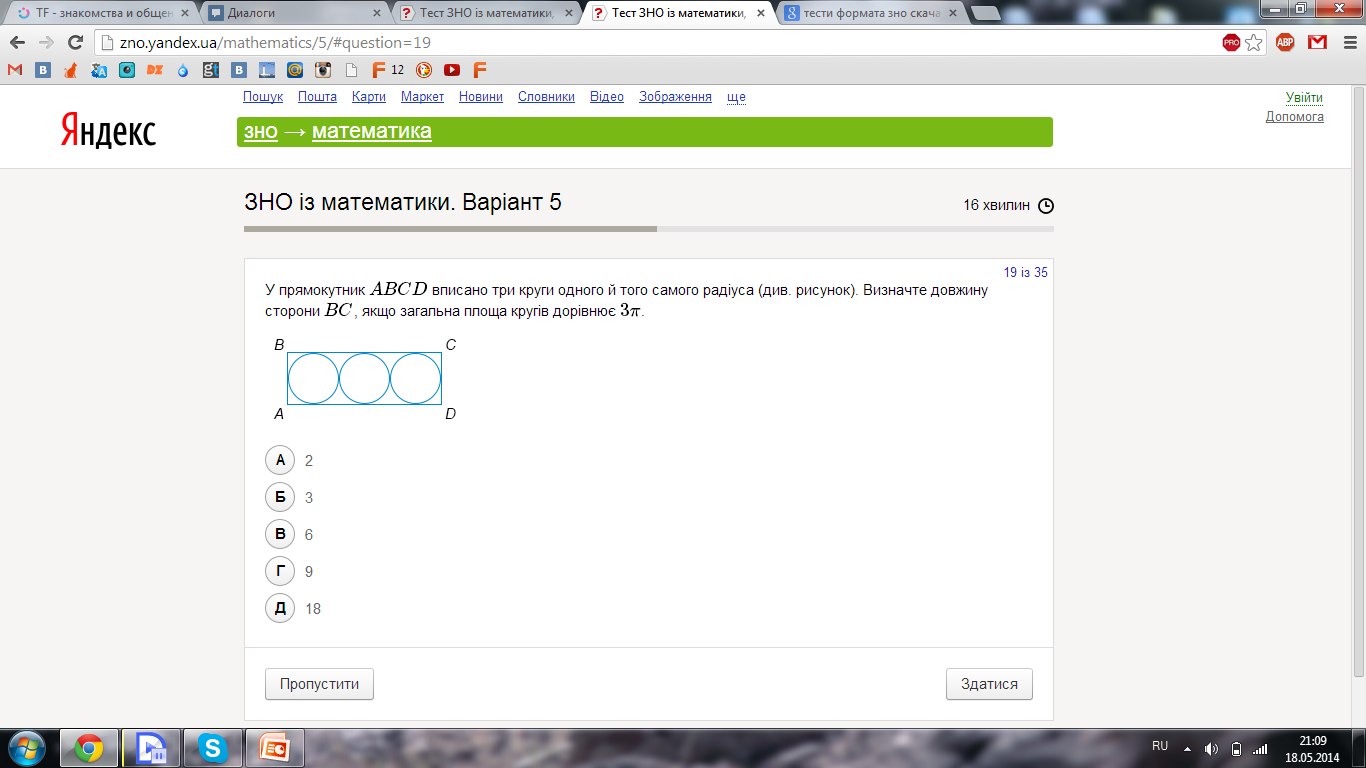 TF - знакомства и общен
Диалоги
Тест ЗНО із математики,
Тест ЗНО із математики,
тести формата зно скача
zno.yandex.ua/mathematics/5/#question=19
PRO
ABP
12
Пошук Пошта Карти Маркет Новини Словники Відео Зображення ще
Увійти
Допомога
Яндекс
зно → математика
ЗНО із математики. Варіант 5
16 хвилин
19 із 35
У прямокутник ABCD вписано три круги одного й того самого радіуса (див. рисунок). Визначте довжину
сторони BC, якщо загальна площа кругів дорівнює 3π.
B C
A D
А 2
Б 3
В 6
Г 9
Д 18
Пропустити
Здатися
RU
21:09
18.05.2014